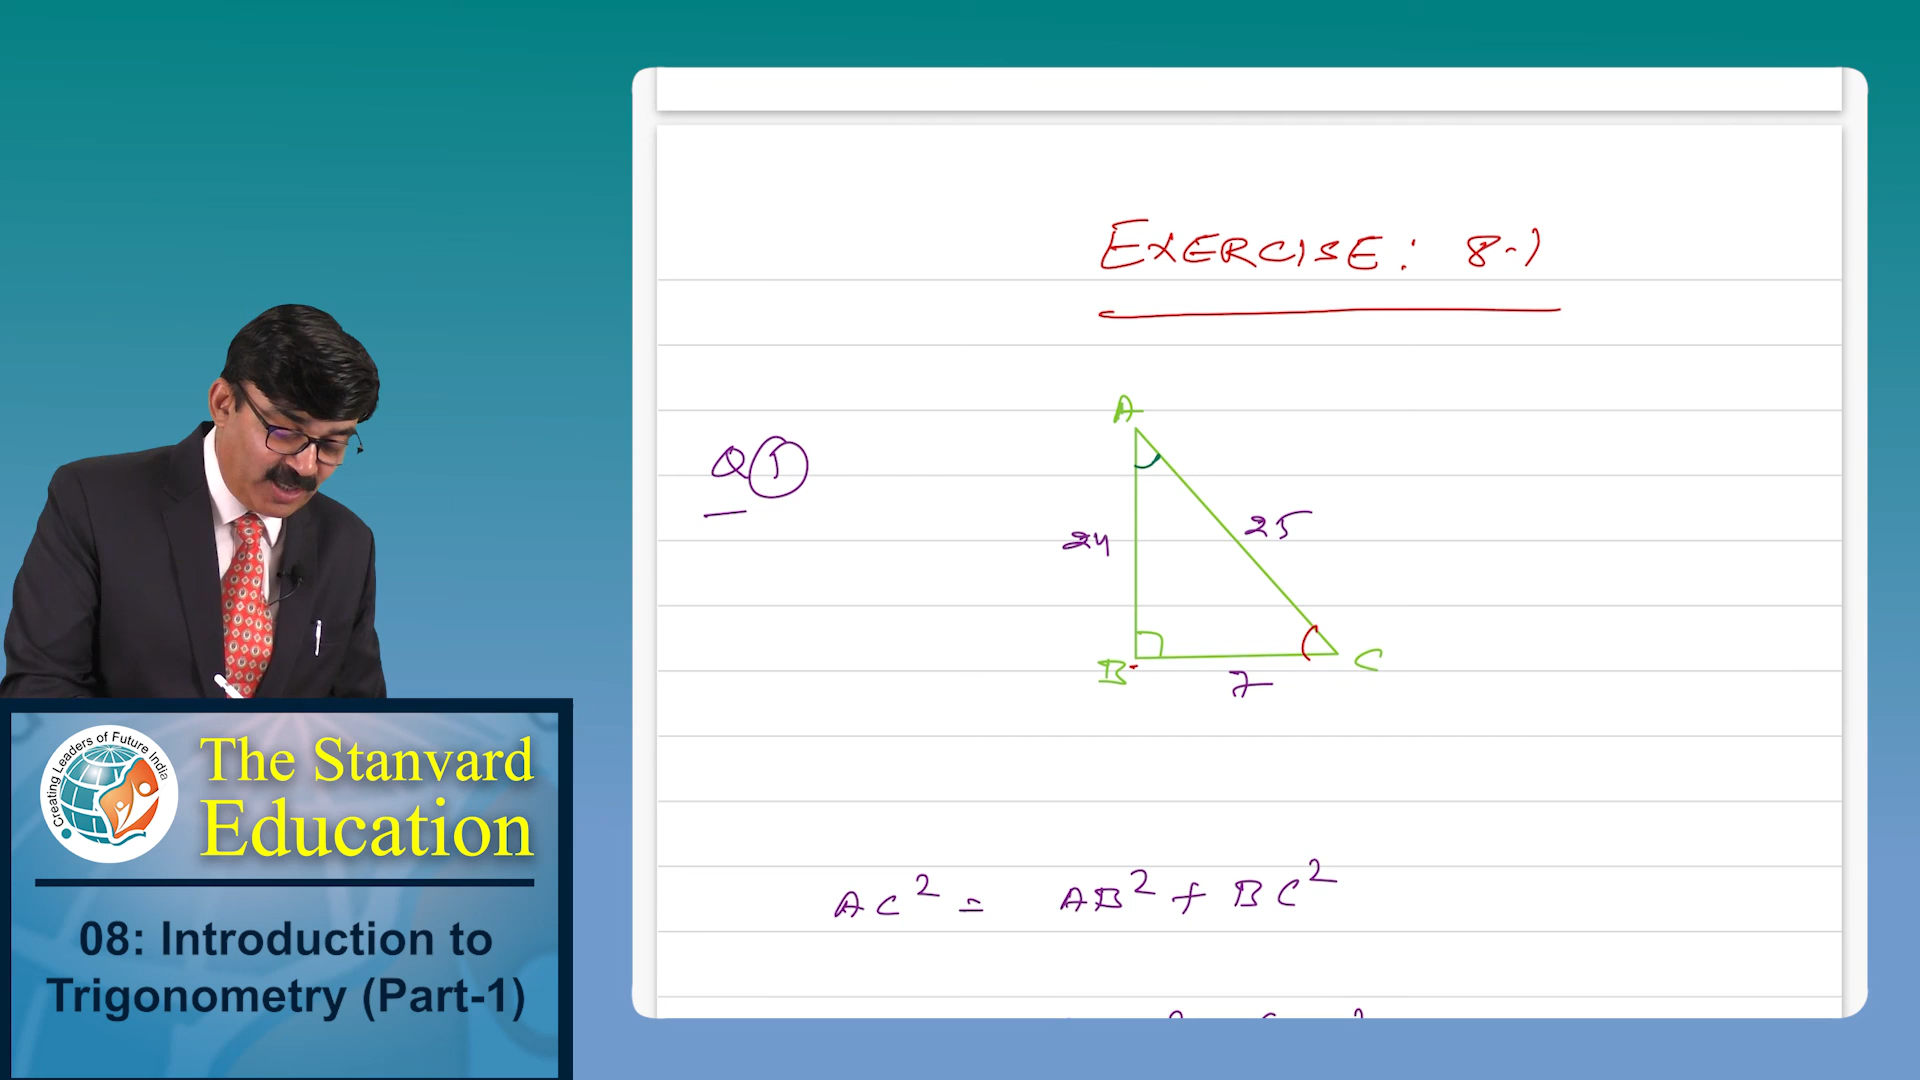 EXERCISE: 8.1
Q 1
A
24
25
B
C
7
AC² = AB² + BC²
Creating Leaders of Future India
The Stanvard
Education
08: Introduction to
Trigonometry (Part-1)